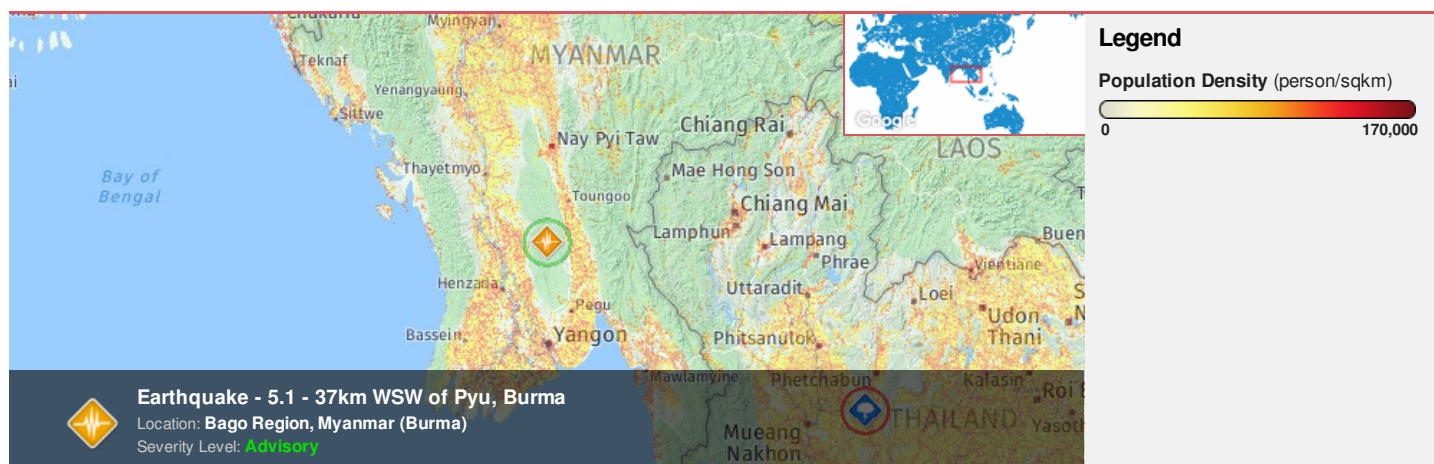 Chakaria
Myingyan
MYANMAR
Teknaf
Yenangyaung
Sittwe
Nay Pyi Taw
Chiang Rai
Google
LAOS
Thayetmyo
Mae Hong Son
Bay of
Bengal
Toungoo
Chiang Mai
Lamphun
Lampang
Buen
Phrae
Vientiane
Henzada
Uttaradit
Loei
Pegu
Udon
Thani
S
N
Bassein
Yangon
Phitsanulok
Mawlamyine
Phetchabun
Kalasin
Roi E
THAILAND
Yasoth
Mueang
Nakhon
Earthquake - 5.1 - 37km WSW of Pyu, Burma
Location: Bago Region, Myanmar (Burma)
Severity Level: Advisory
Legend
Population Density (person/sqkm)
0
170,000